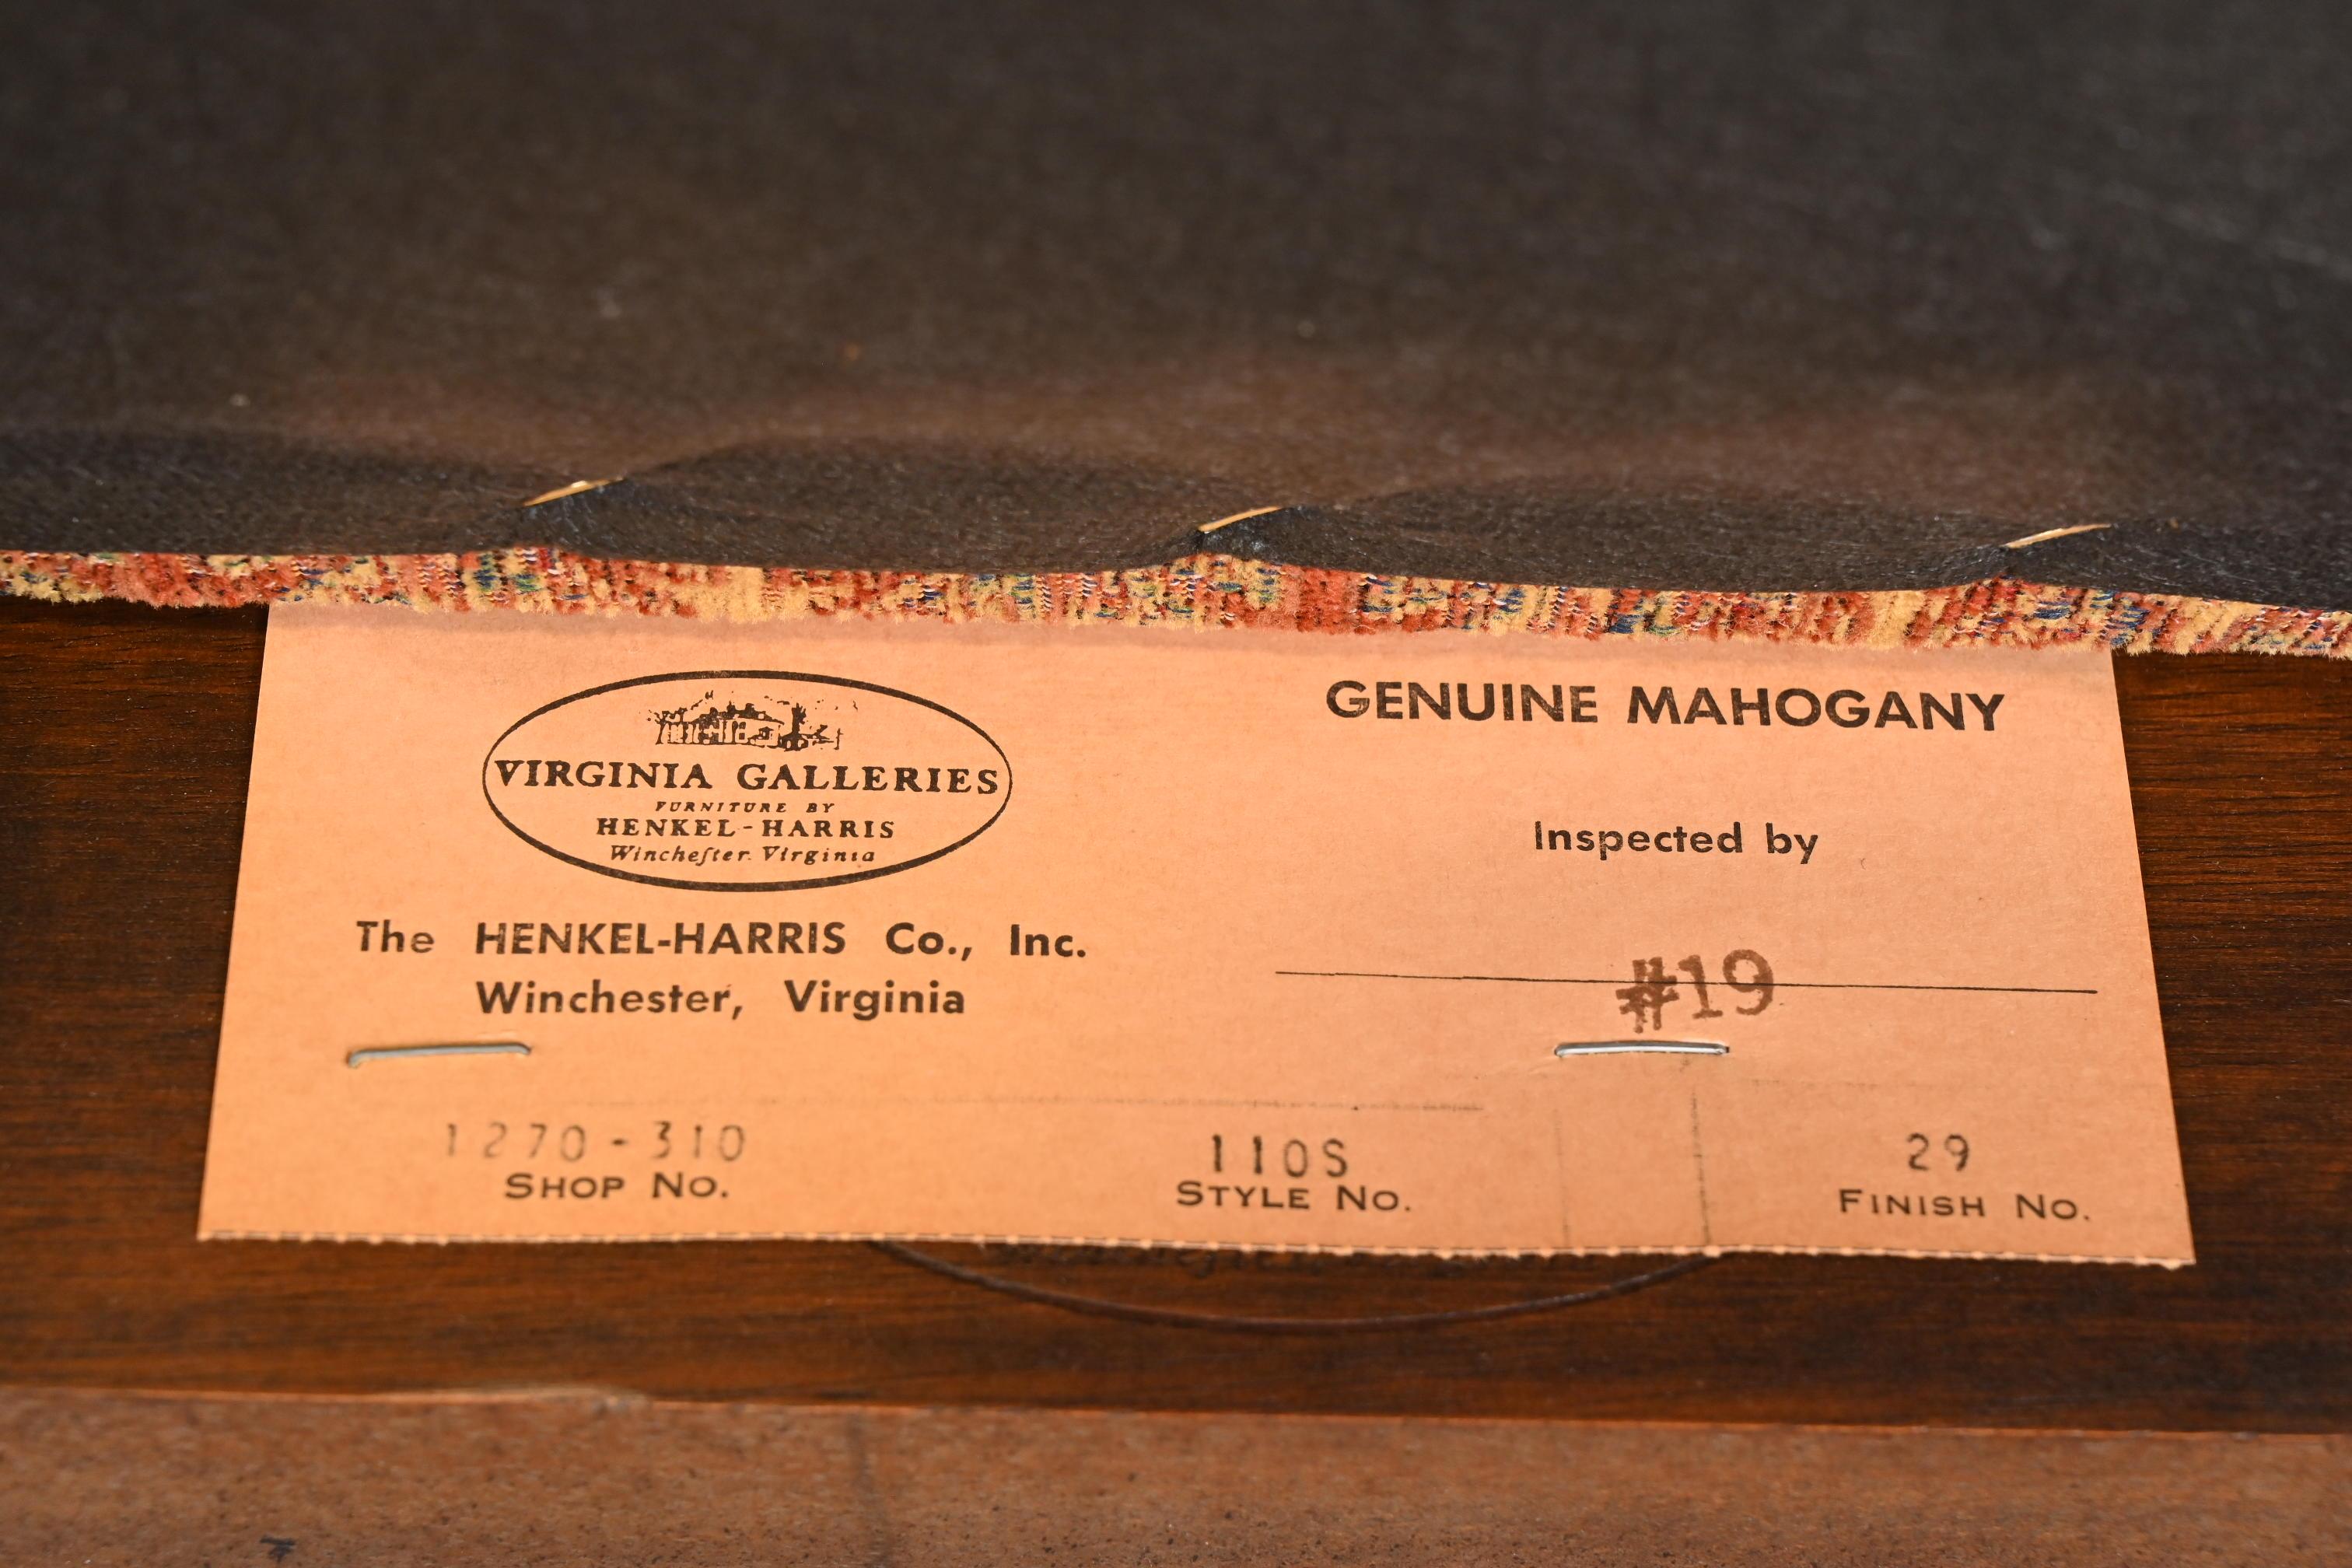 VIRGINIA GALLERIES
FURNITURE BY
HENKEL-HARRIS
Wincheſter. Virginia
The HENKEL-HARRIS Co., Inc.
Winchester, Virginia
GENUINE MAHOGANY
Inspected by
#19
1270-310
SHOP No.
110S
STYLE No.
29
FINISH No.